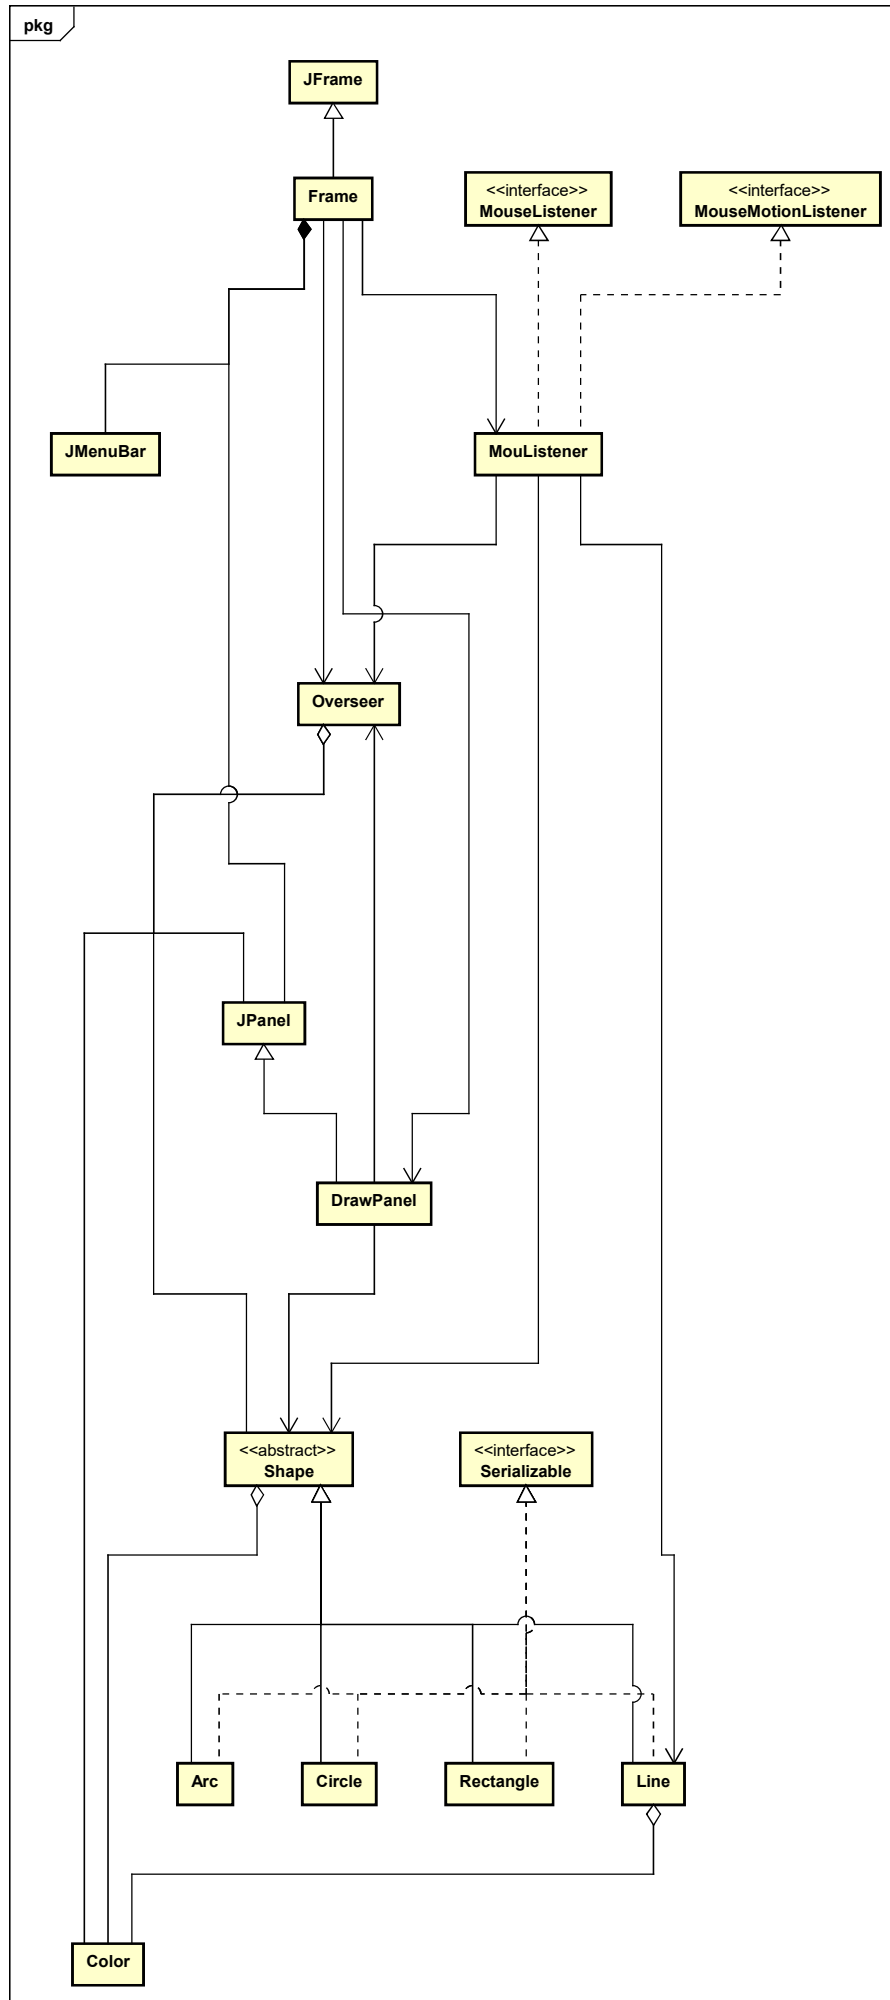 pkg
JFrame
Frame
<<interface>>
MouseListener
<<interface>>
MouseMotionListener
JMenuBar
MouListener
Overseer
JPanel
DrawPanel
<<abstract>>
Shape
<<interface>>
Serializable
Arc
Circle
Rectangle
Line
Color